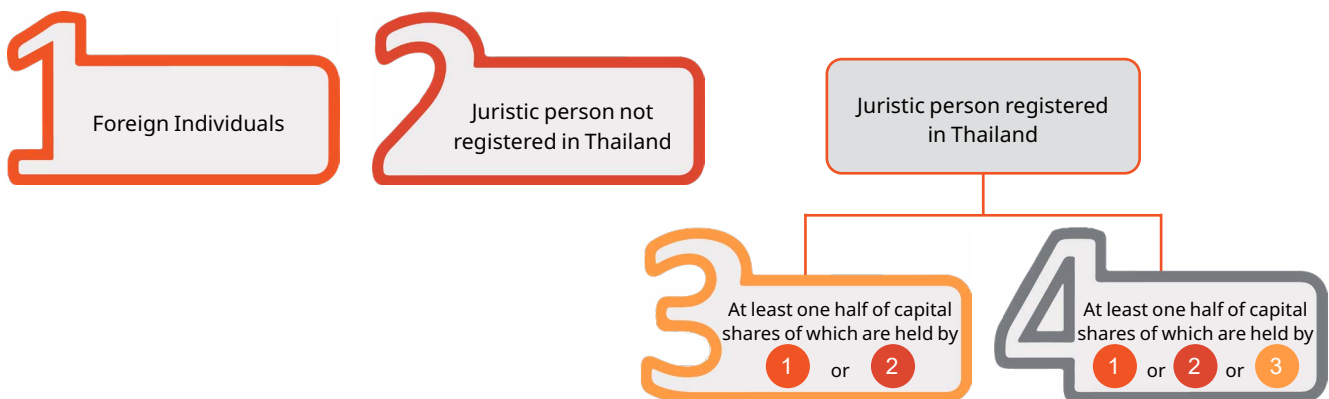 1
Foreign Individuals
2
Juristic person not
registered in Thailand
Juristic person registered
in Thailand
3
At least one half of capital
shares of which are held by
1 or 2
4
At least one half of capital
shares of which are held by
1 or 2 or 3